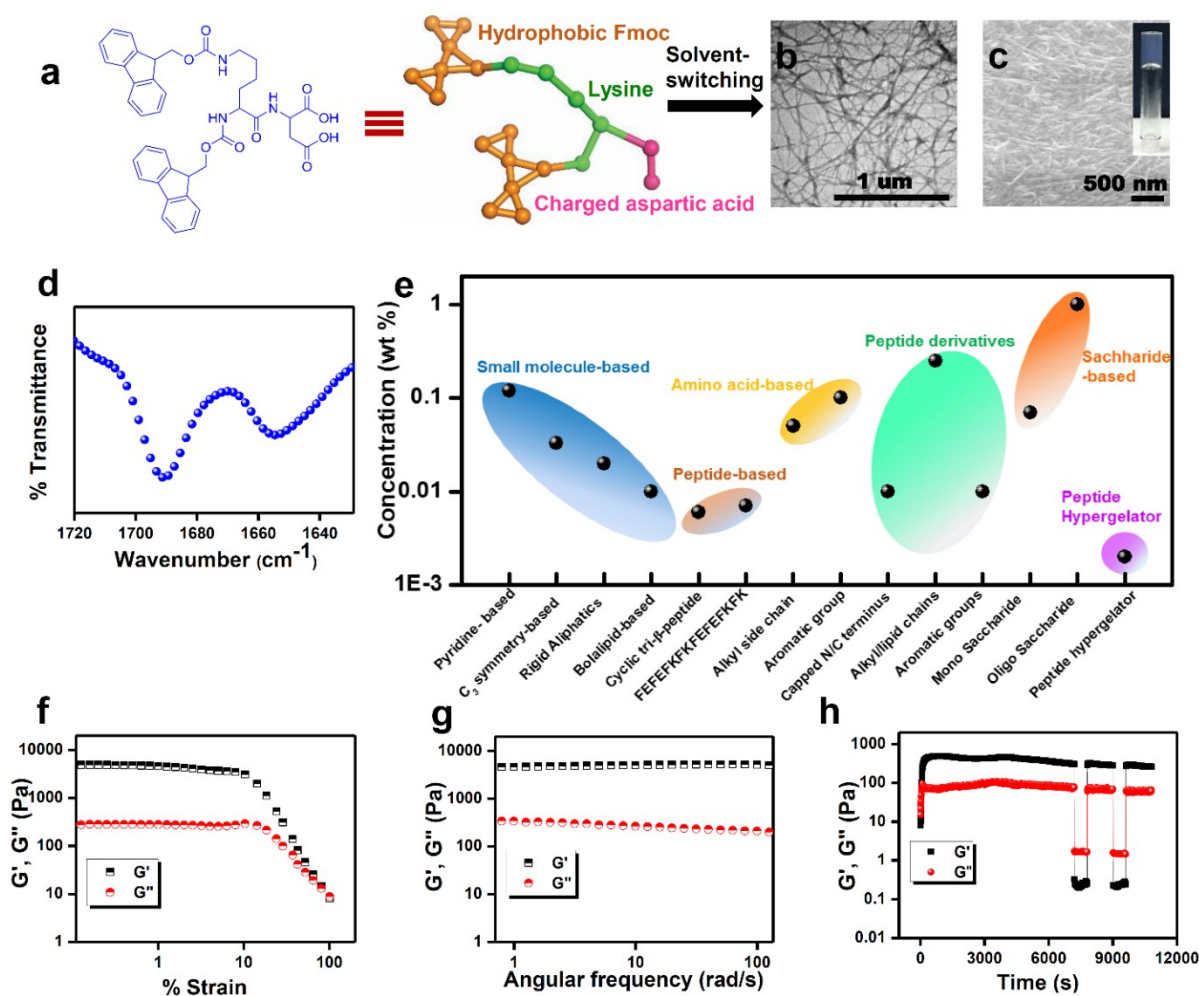 a
O
O
N
H
H
N
OH
HN
O
OH
O
O
O
O
Hydrophobic Fmoc
Lysine
Charged aspartic acid
Solvent-
switching
b
1 um
c
500 nm
d
% Transmittance
1720 1700 1680 1660 1640
Wavenumber (cm-1)
e
Concentration (wt %)
1
0.1
0.01
1E-3
Small molecule-based
Peptide-based
Amino acid-based
Peptide derivatives
Sachharide
-based
Peptide
Hypergelator
Pyridine- based
C3 symmetry-based
Rigid Aliphatics
Bolalipid-based
Cyclic tri-β-peptide
FEFEFKFKFEFEFKFK
Alkyl side chain
Aromatic group
Capped N/C terminus
Alkyl/lipid chains
Aromatic groups
Mono Saccharide
Oligo Saccharide
Peptide hypergelator
f
G', G'' (Pa)
10000
1000
100
10
1
G'
G''
1 10 100
% Strain
g
G', G'' (Pa)
10000
1000
100
10
1
G'
G''
1 10 100
Angular frequency (rad/s)
h
G', G'' (Pa)
1000
100
10
1
0.1
0.01
G'
G''
0 3000 6000 9000 12000
Time (s)